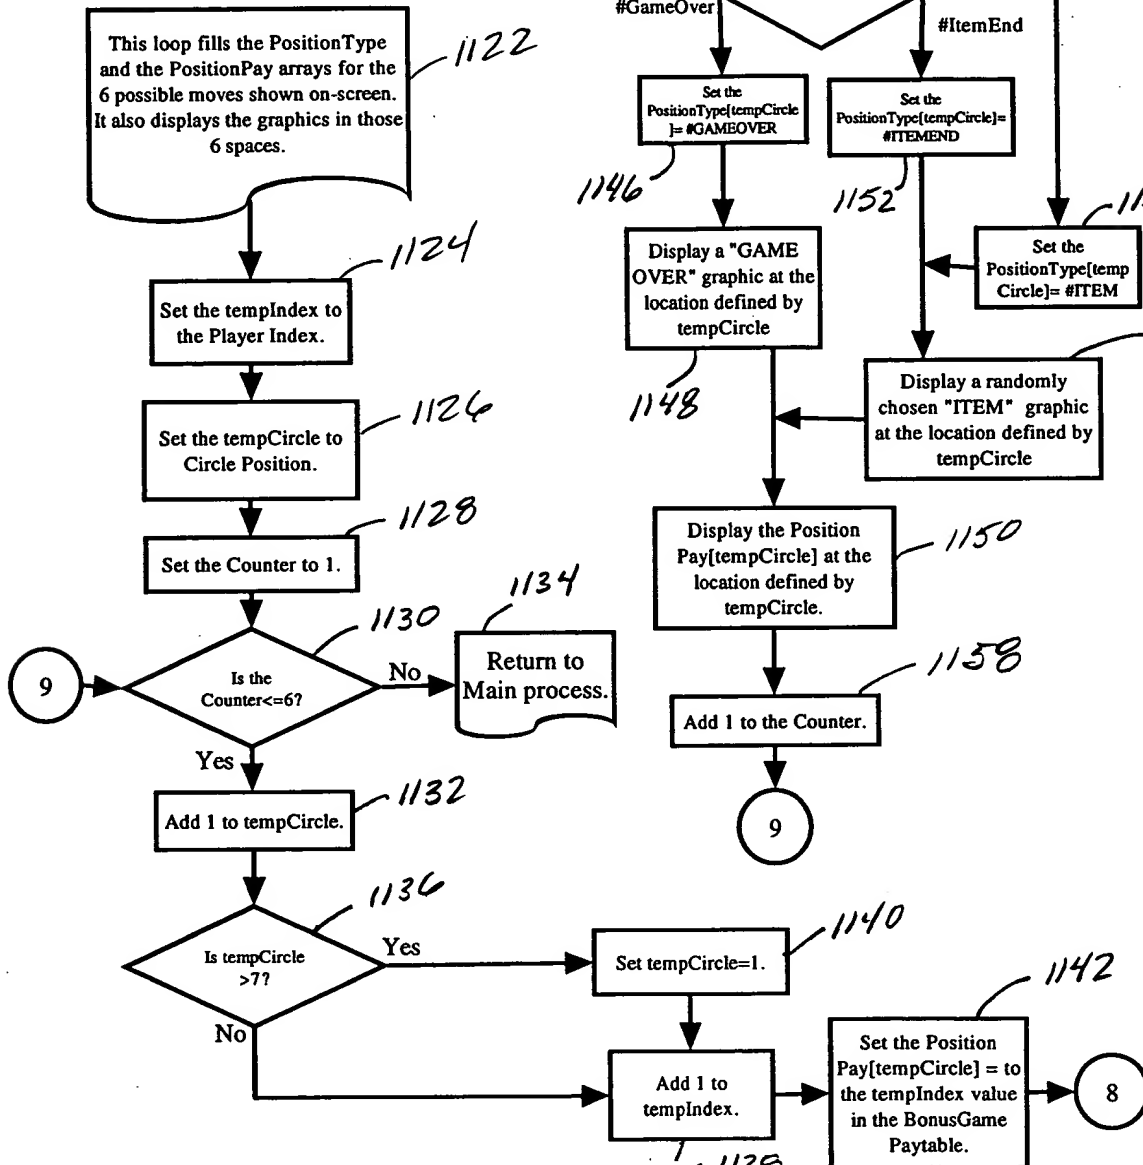 This loop fills the PositionType
and the PositionPay arrays for the
6 possible moves shown on-screen.
It also displays the graphics in those
6 spaces.
1122
1124
Set the tempIndex to
the Player Index.
1126
Set the tempCircle to
Circle Position.
1128
Set the Counter to 1.
1130
9
Is the
Counter<=6?
No
1134
Return to
Main process.
Yes
1132
Add 1 to tempCircle.
1136
Is tempCircle
>7?
Yes
No
1140
Set tempCircle=1.
Add 1 to
tempIndex.
1142
Set the Position
Pay[tempCircle] = to
the tempIndex value
in the BonusGame
Paytable.
8
#GameOver
#ItemEnd
Set the
PositionType[tempCircle
]= #GAMEOVER
1146
Set the
PositionType[tempCircle]=
#ITEMEND
1152
Set the
PositionType[temp
Circle]= #ITEM
Display a "GAME
OVER" graphic at the
location defined by
tempCircle
1148
Display a randomly
chosen "ITEM" graphic
at the location defined by
tempCircle
Display the Position
Pay[tempCircle] at the
location defined by
tempCircle.
1150
1158
Add 1 to the Counter.
9